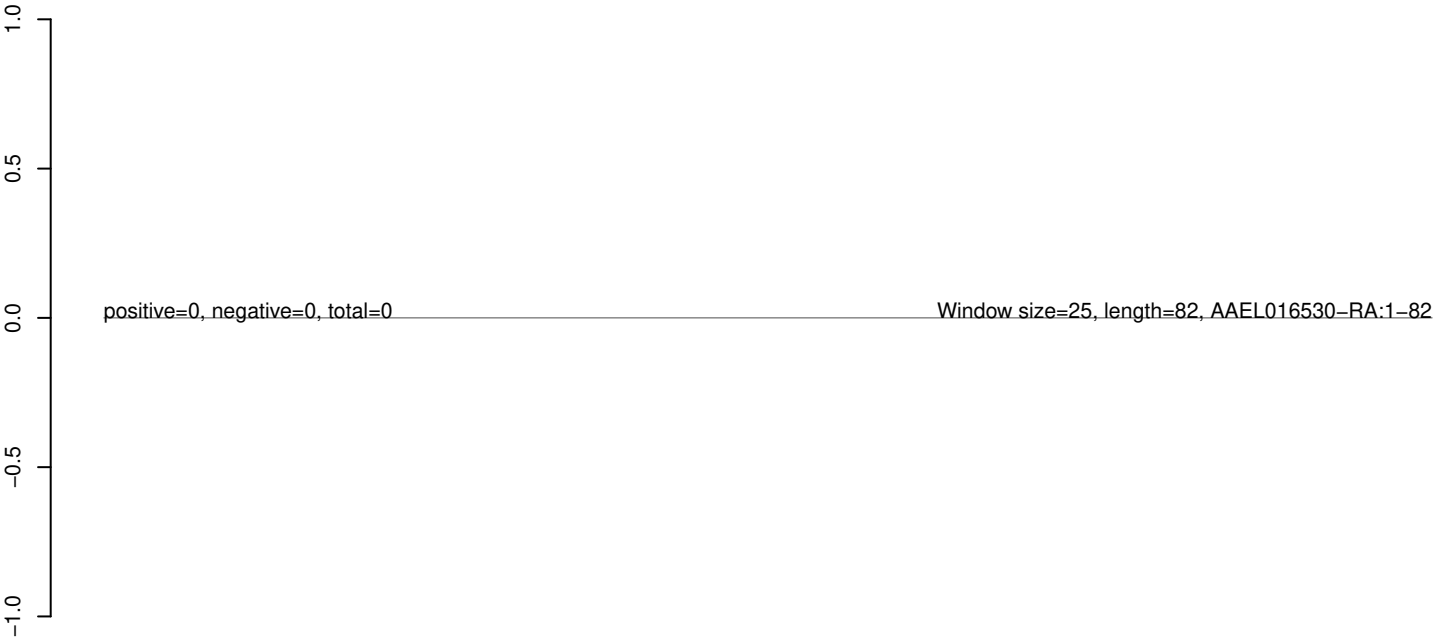 1.0
0.5
0.0
−0.5
−1.0
positive=0, negative=0, total=0
Window size=25, length=82, AAEL016530−RA:1−82